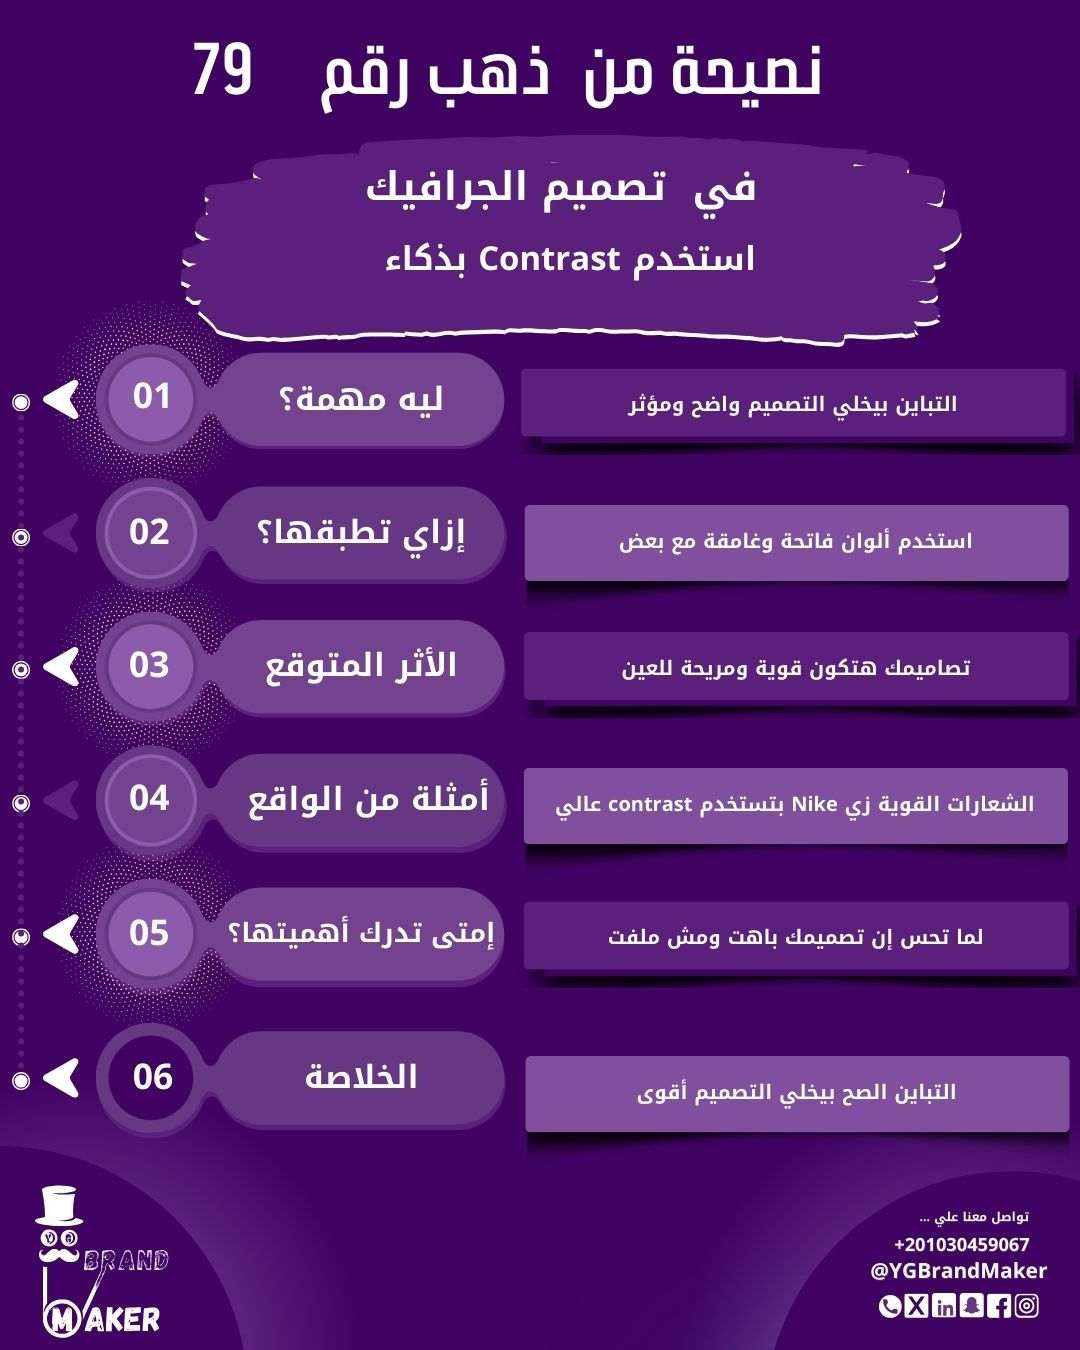 نصيحة من ذهب رقم 79
في تصميم الجرافيك
استخدم Contrast بذكاء
01
ليه مهمة؟
التباين بيخلي التصميم واضح ومؤثر
02
إزاي تطبقها؟
استخدم ألوان فاتحة وغامقة مع بعض
03
الأثر المتوقع
تصاميمك هتكون قوية ومريحة للعين
04
أمثلة من الواقع
الشعارات القوية زي Nike بتستخدم contrast عالي
05
إمتى تدرك أهميتها؟
لما تحس إن تصميمك باهت ومش ملفت
06
الخلاصة
التباين الصح بيخلي التصميم أقوى
BRAND
MAKER
تواصل معنا علي ...
+201030459067
@YGBrandMaker